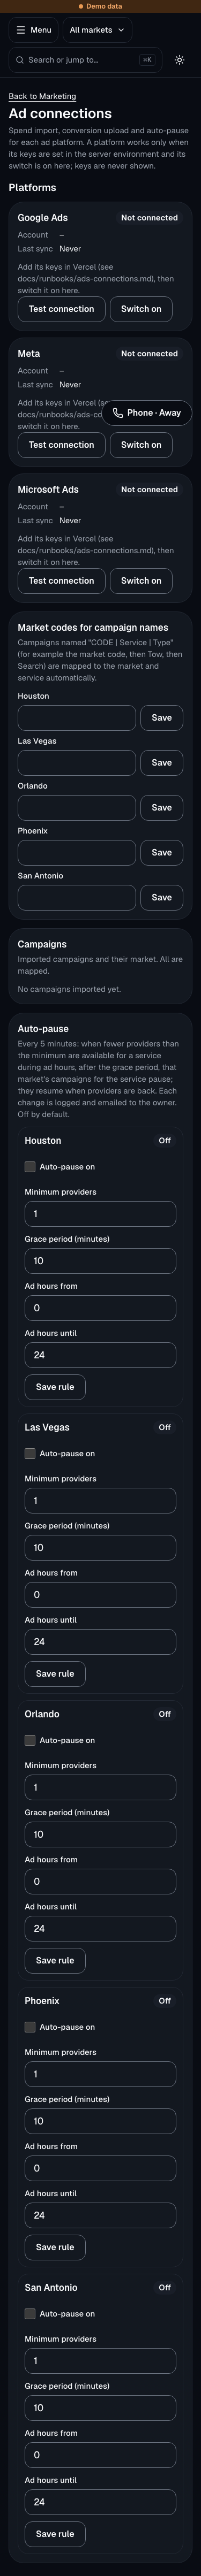 Demo data
Menu
All markets
Search or jump to...
⌘K
Back to Marketing
Ad connections
Spend import, conversion upload and auto-pause
for each ad platform. A platform works only when
its keys are set in the server environment and its
switch is on here; keys are never shown.
Platforms
Google Ads
Not connected
Account –
Last sync Never
Add its keys in Vercel (see
docs/runbooks/ads-connections.md), then
switch it on here.
Test connection
Switch on
Meta
Not connected
Account –
Last sync Never
Add its keys in Vercel (see
docs/runbooks/ads-con
Phone · Away
switch it on here.
Test connection
Switch on
Microsoft Ads
Not connected
Account –
Last sync Never
Add its keys in Vercel (see
docs/runbooks/ads-connections.md), then
switch it on here.
Test connection
Switch on
Market codes for campaign names
Campaigns named "CODE | Service | Type"
(for example the market code, then Tow, then
Search) are mapped to the market and
service automatically.
Houston
Save
Las Vegas
Save
Orlando
Save
Phoenix
Save
San Antonio
Save
Campaigns
Imported campaigns and their market. All are
mapped.
No campaigns imported yet.
Auto-pause
Every 5 minutes: when fewer providers than
the minimum are available for a service
during ad hours, after the grace period, that
market's campaigns for the service pause;
they resume when providers are back. Each
change is logged and emailed to the owner.
Off by default.
Houston
Off
Auto-pause on
Minimum providers
1
Grace period (minutes)
10
Ad hours from
0
Ad hours until
24
Save rule
Las Vegas
Off
Auto-pause on
Minimum providers
1
Grace period (minutes)
10
Ad hours from
0
Ad hours until
24
Save rule
Orlando
Off
Auto-pause on
Minimum providers
1
Grace period (minutes)
10
Ad hours from
0
Ad hours until
24
Save rule
Phoenix
Off
Auto-pause on
Minimum providers
1
Grace period (minutes)
10
Ad hours from
0
Ad hours until
24
Save rule
San Antonio
Off
Auto-pause on
Minimum providers
1
Grace period (minutes)
10
Ad hours from
0
Ad hours until
24
Save rule